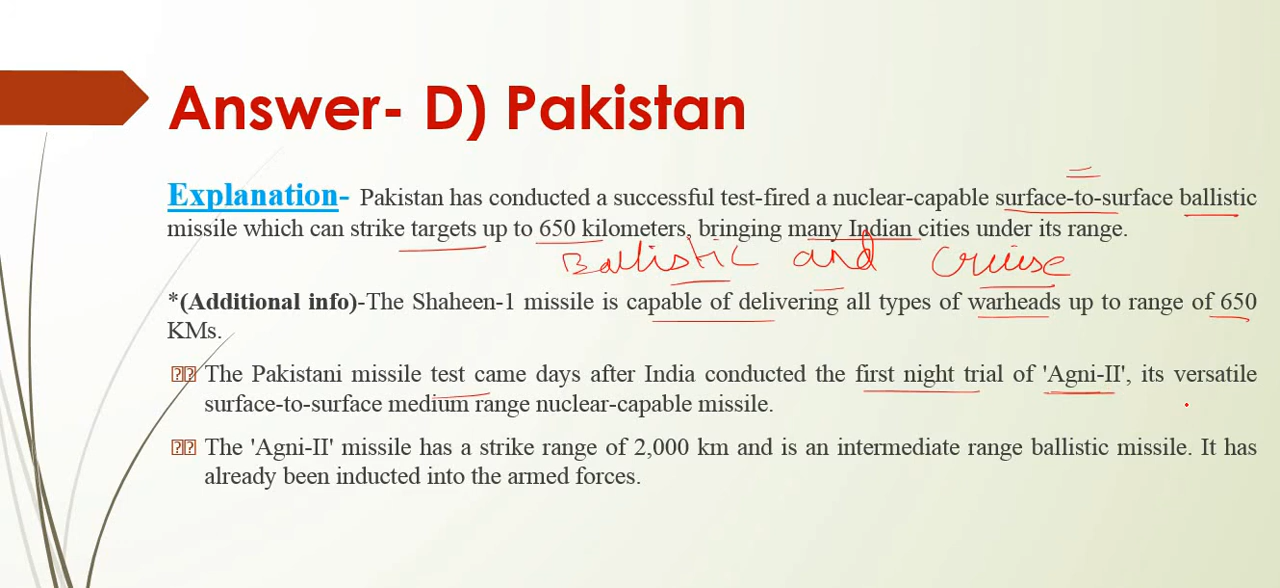 Answer- D) Pakistan
Explanation- Pakistan has conducted a successful test-fired a nuclear-capable surface-to-surface ballistic
missile which can strike targets up to 650 kilometers, bringing many Indian cities under its range.
Ballistic and Cruise
*(Additional info)-The Shaheen-1 missile is capable of delivering all types of warheads up to range of 650
KMs.
The Pakistani missile test came days after India conducted the first night trial of 'Agni-II', its versatile
surface-to-surface medium range nuclear-capable missile.
The 'Agni-II' missile has a strike range of 2,000 km and is an intermediate range ballistic missile. It has
already been inducted into the armed forces.